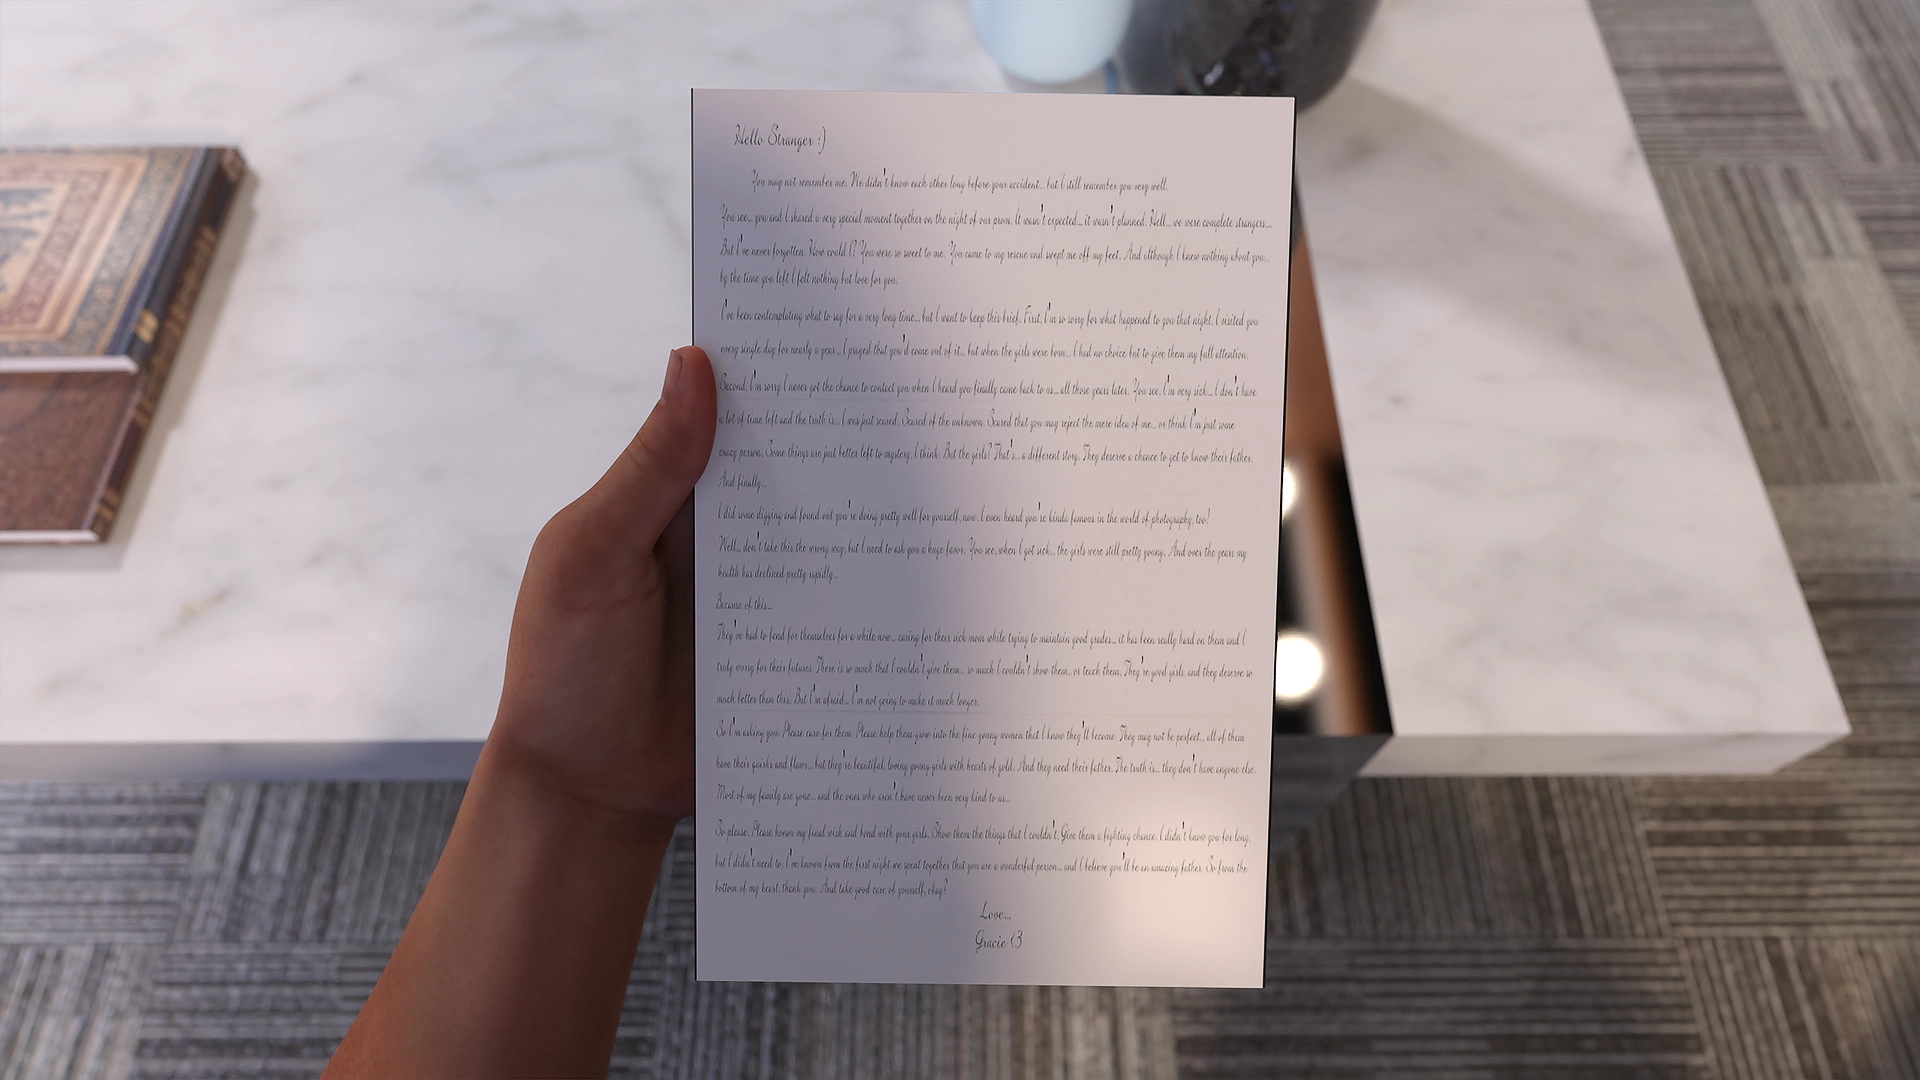 Hello Stranger :)
You may not remember me. We didn't know each other long before your accident... but I still remember you very well.
You see... you and I shared a very special moment together on the night of our prom. It wasn't expected... it wasn't planned. Hell... we were complete strangers...
But I've never forgotten. How could I? You were so sweet to me. You came to my rescue and swept me off my feet. And although I knew nothing about you...
by the time you left I felt nothing but love for you.
I've been contemplating what to say for a very long time... but I want to keep this brief. First, I'm so sorry for what happened to you that night. I visited you
every single day for nearly a year... I prayed that you'd come out of it... but when the girls were born... I had no choice but to give them my full attention.
Second, I'm sorry I never got the chance to contact you when I heard you finally came back to us... all those years later. You see, I'm very sick... I don't have
a lot of time left and the truth is... I was just scared. Scared of the unknown. Scared that you may reject the mere idea of me... or think I'm just some
crazy person. Some things are just better left to mystery, I think. But the girls? That's... a different story. They deserve a chance to get to know their father.
And finally...
I did some digging and found out you're doing pretty well for yourself, now. I even heard you're kinda famous in the world of photography, too!
Well... don't take this the wrong way, but I need to ask you a huge favor. You see, when I got sick... the girls were still pretty young. And over the years my
health has declined pretty rapidly...
Because of this...
They've had to fend for themselves for a while now... caring for their sick mom while trying to maintain good grades... it has been really hard on them and I
truly worry for their futures. There is so much that I couldn't give them... so much I couldn't show them, or teach them. They're good girls, and they deserve so
much better than this. But I'm afraid... I'm not going to make it much longer.
So I'm asking you. Please care for them. Please help them grow into the fine young women that I know they'll become. They may not be perfect... all of them
have their quirks and flaws... but they're beautiful, loving young girls with hearts of gold. And they need their father. The truth is... they don't have anyone else.
Most of my family are gone... and the ones who aren't have never been very kind to us...
So please. Please honor my final wish and bond with your girls. Show them the things that I couldn't. Give them a fighting chance. I didn't know you for long,
but I didn't need to. I've known from the first night we spent together that you are a wonderful person... and I believe you'll be an amazing father. So from the
bottom of my heart, thank you. And take good care of yourself, okay?
Love...
Gracie <3